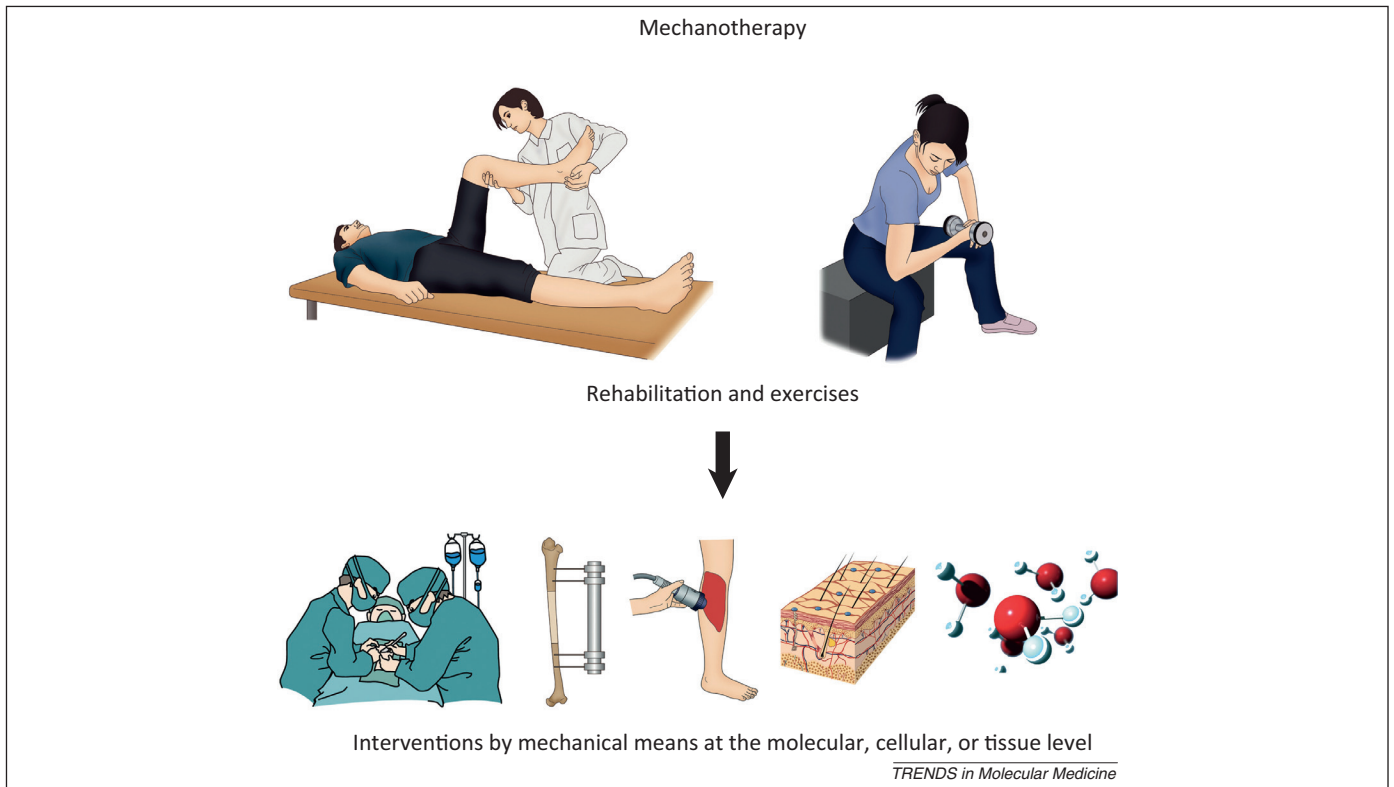 Mechanotherapy
Rehabilitation and exercises
Interventions by mechanical means at the molecular, cellular, or tissue level
TRENDS in Molecular Medicine